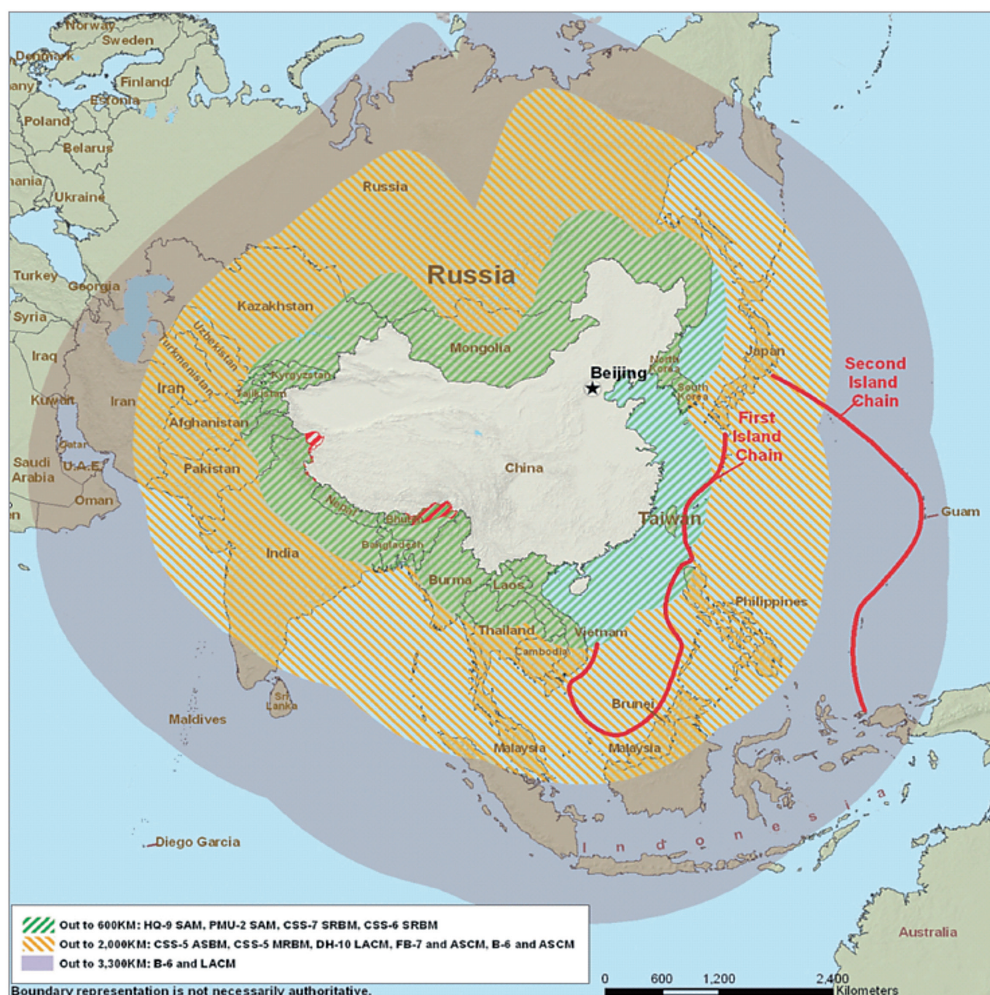 Norway
Sweden
Denmark
any
Finland
Estonia
Poland
Belarus
ania
Ukraine
Russia
Turkey
Georgia
Syria
Russia
Kazakhstan
Uzbekistan
Turkmenistan
Mongolia
Iraq
Iran
Iran
Kyrgyzstan
Tajikistan
Beijing
North
Korea
South
Korea
Japan
Second
Island
Chain
First
Island
Chain
Kuwait
Afghanistan
Qatar
U.A.E.
Saudi
Arabia
Pakistan
China
Oman
en
Nepal
Bhutan
Taiwan
Guam
Bangladesh
India
Burma
Laos
Philippines
Thailand
Vietnam
Cambodia
Sri
Lanka
Maldives
Brunei
Malaysia
Malaysia
Indonesia
Diego Garcia
Australia
Out to 600KM: HQ-9 SAM, PMU-2 SAM, CSS-7 SRBM, CSS-6 SRBM
Out to 2,000KM: CSS-5 ASBM, CSS-5 MRBM, DH-10 LACM, FB-7 and ASCM, B-6 and ASCM
Out to 3,300KM: B-6 and LACM
Boundary representation is not necessarily authoritative.
0 600 1,200 2,400
Kilometers